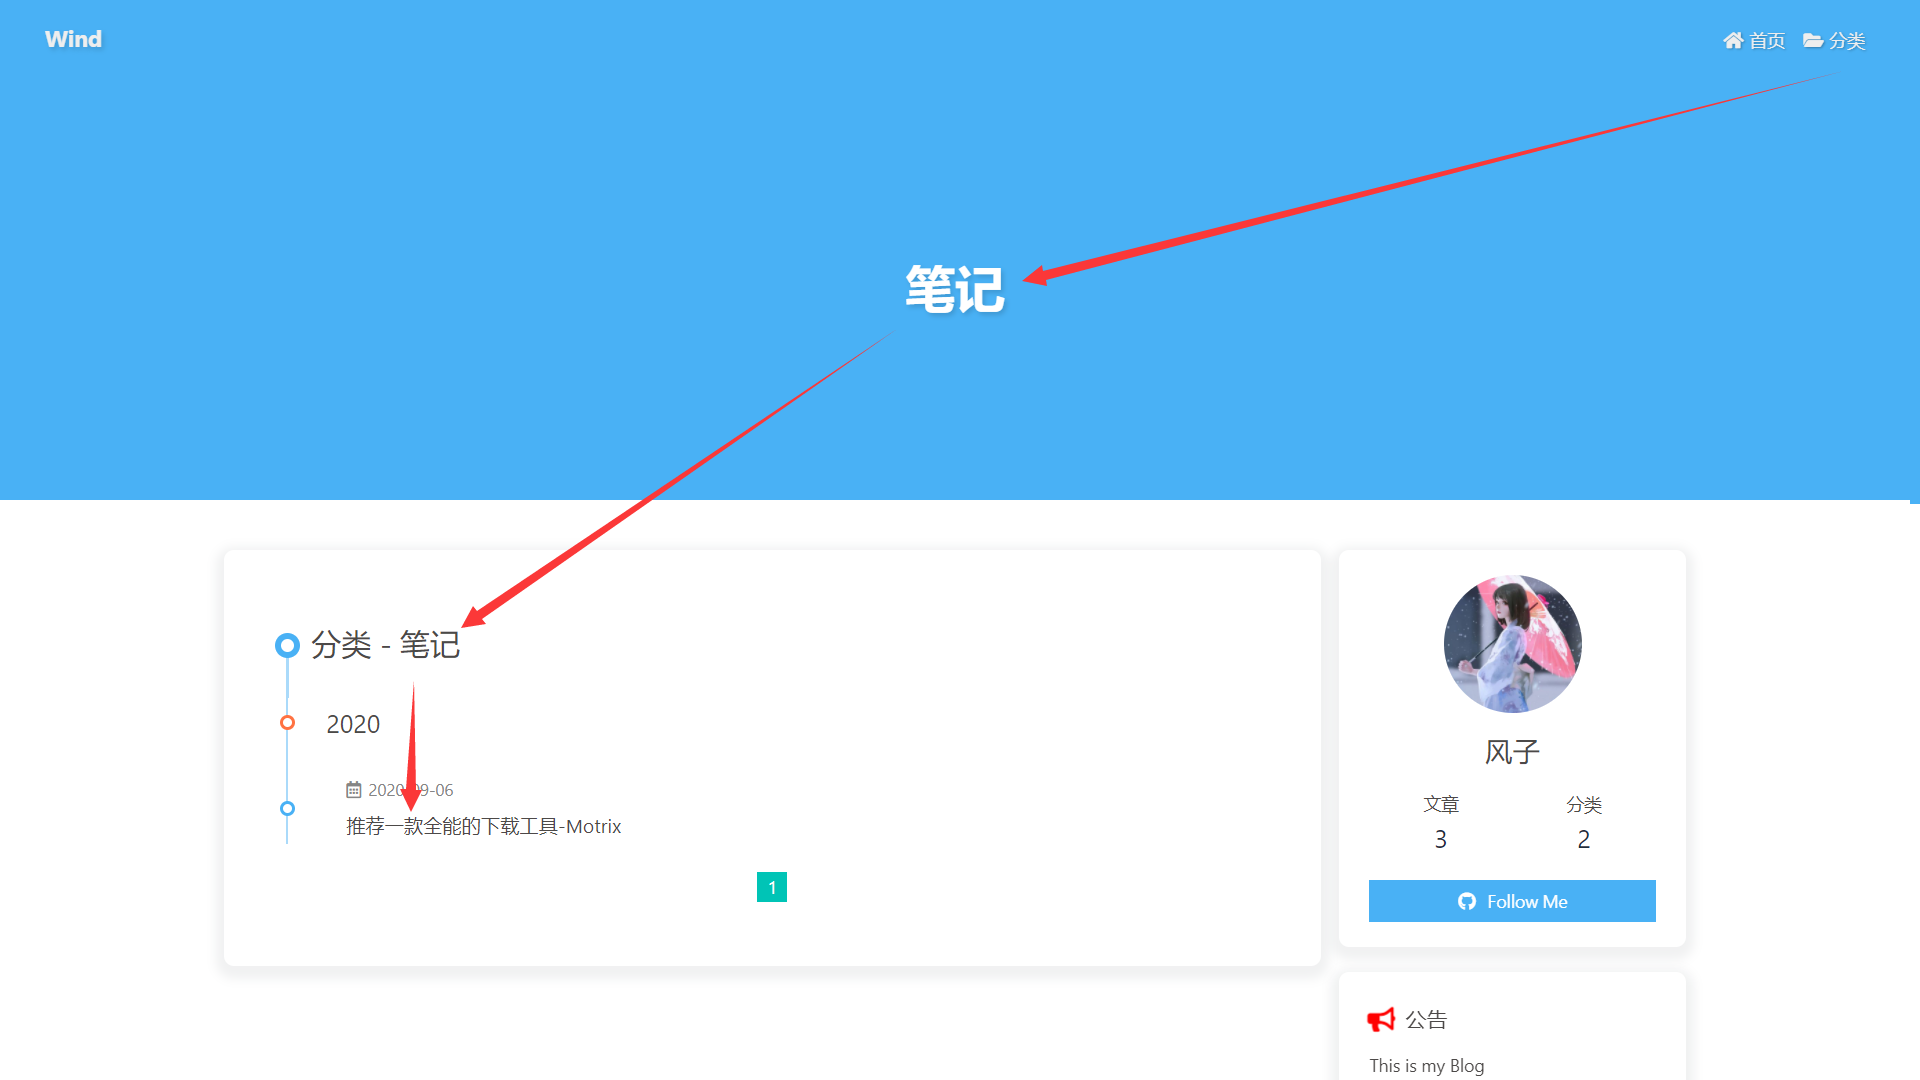 Wind
首页 分类
笔记
分类 - 笔记
2020
2020-09-06
推荐一款全能的下载工具-Motrix
1
风子
文章 分类
3 2
Follow Me
公告
This is my Blog